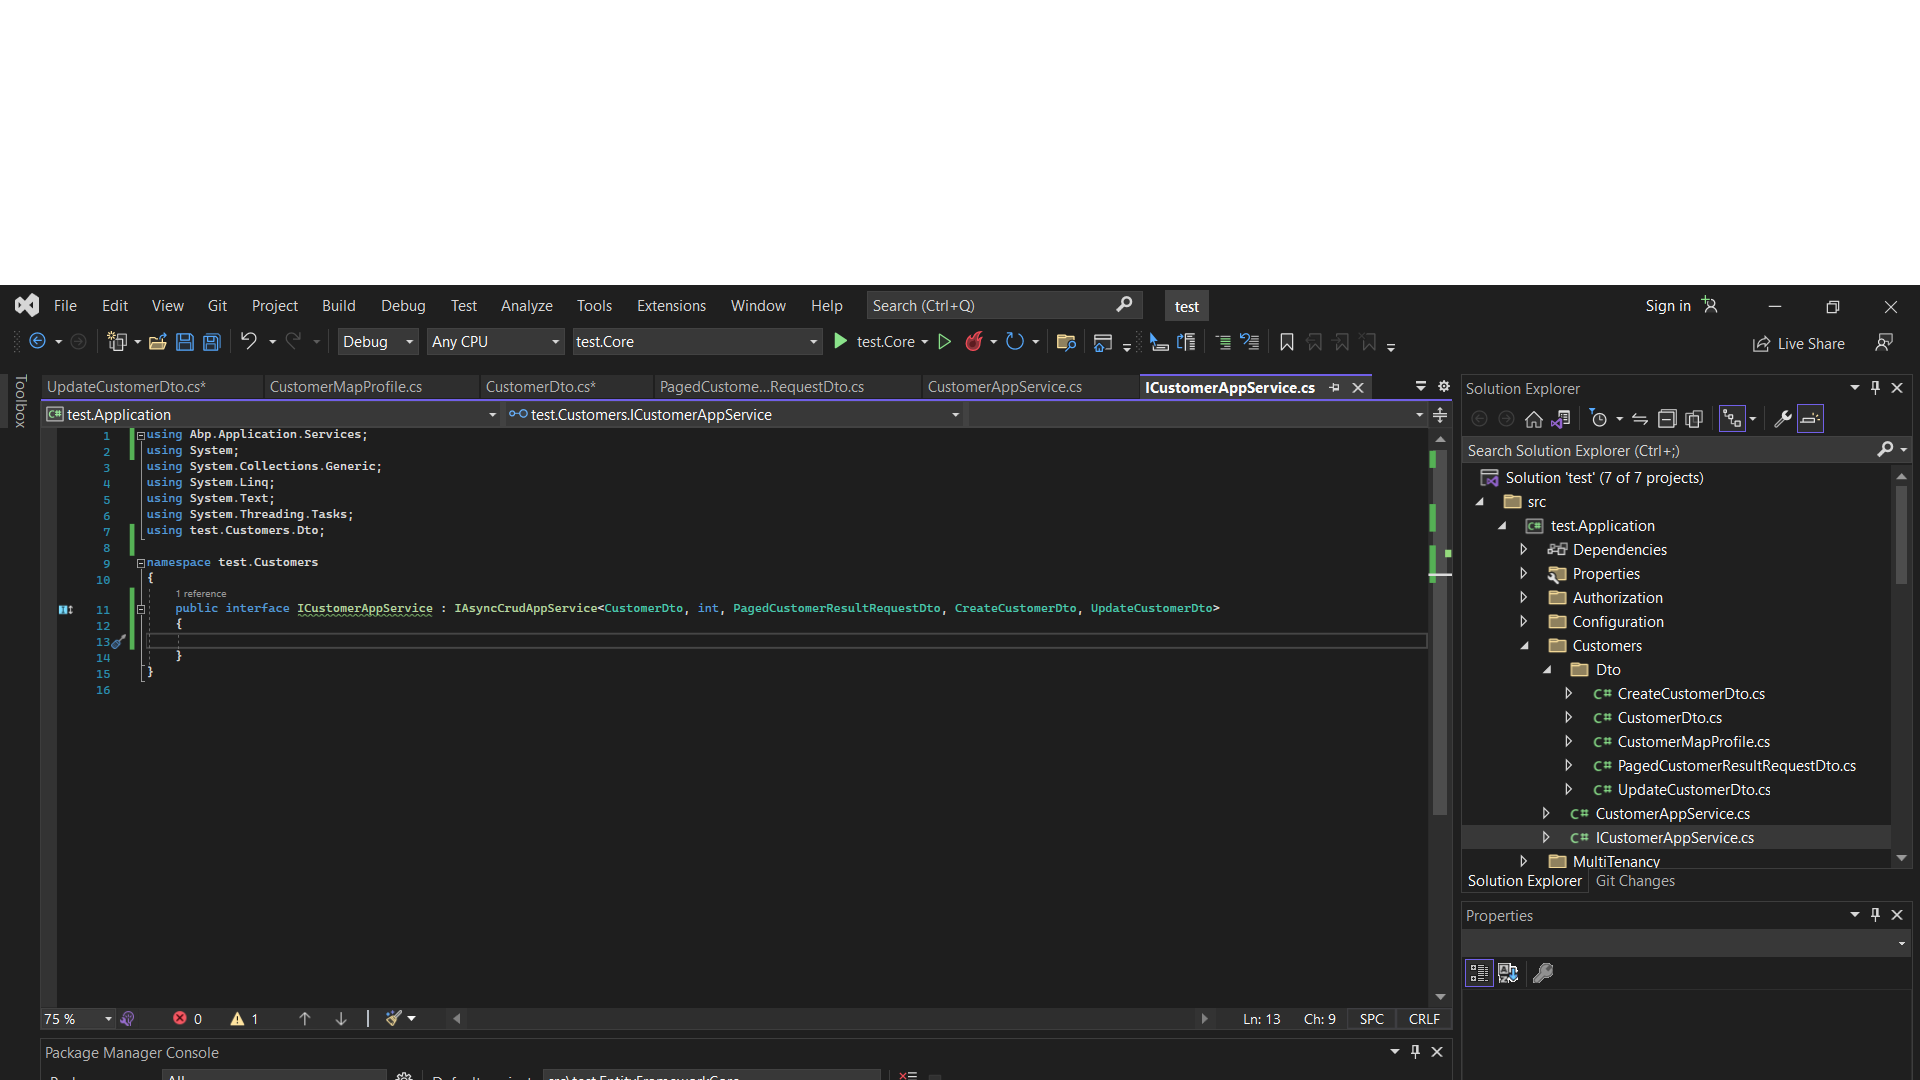 File Edit View Git Project Build Debug Test Analyze Tools Extensions Window Help Search (Ctrl+Q) test Sign in
Debug Any CPU test.Core test.Core Live Share
Toolbox
UpdateCustomerDto.cs* CustomerMapProfile.cs CustomerDto.cs* PagedCustome...RequestDto.cs CustomerAppService.cs ICustomerAppService.cs
test.Application test.Customers.ICustomerAppService
1 using Abp.Application.Services;
2 using System;
3 using System.Collections.Generic;
4 using System.Linq;
5 using System.Text;
6 using System.Threading.Tasks;
7 using test.Customers.Dto;
8
9 namespace test.Customers
10 {
1 reference
11 public interface ICustomerAppService : IAsyncCrudAppService<CustomerDto, int, PagedCustomerResultRequestDto, CreateCustomerDto, UpdateCustomerDto>
12 {
13
14 }
15 }
16
75 % 0 1 Ln: 13 Ch: 9 SPC CRLF
Package Manager Console
All
Solution Explorer
Search Solution Explorer (Ctrl+;)
Solution 'test' (7 of 7 projects)
src
test.Application
Dependencies
Properties
Authorization
Configuration
Customers
Dto
C# CreateCustomerDto.cs
C# CustomerDto.cs
C# CustomerMapProfile.cs
C# PagedCustomerResultRequestDto.cs
C# UpdateCustomerDto.cs
C# CustomerAppService.cs
C# ICustomerAppService.cs
MultiTenancy
Solution Explorer Git Changes
Properties